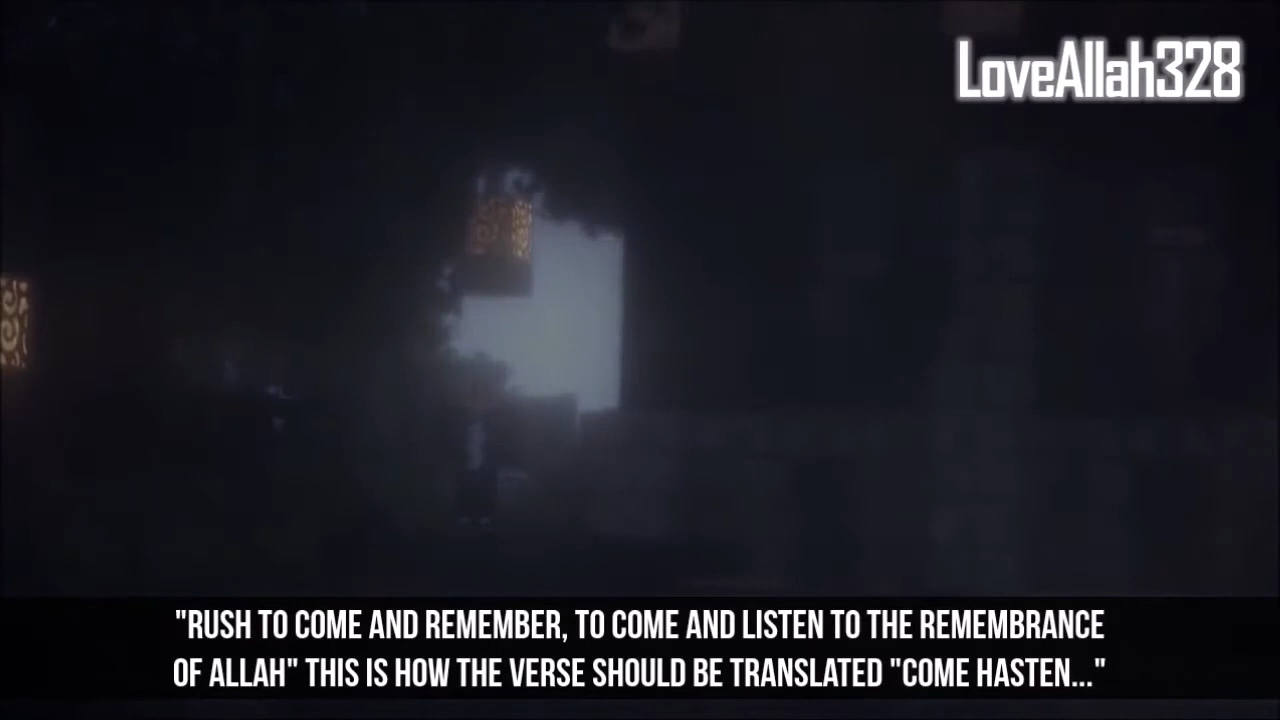 LoveAllah328
"RUSH TO COME AND REMEMBER, TO COME AND LISTEN TO THE REMEMBRANCE
OF ALLAH" THIS IS HOW THE VERSE SHOULD BE TRANSLATED "COME HASTEN..."